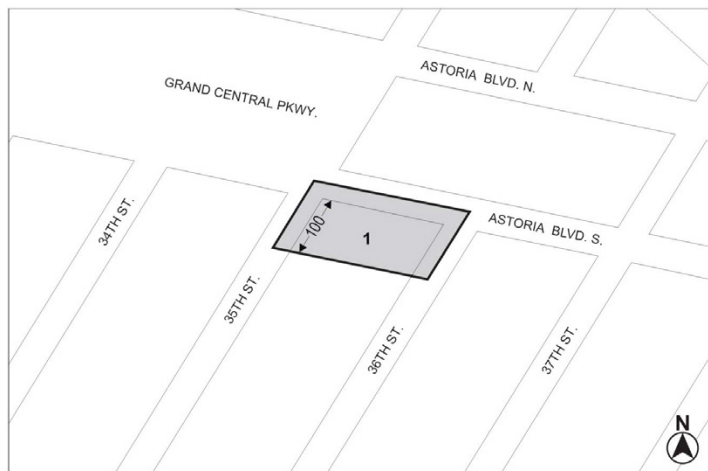 ASTORIA BLVD. N.
GRAND CENTRAL PKWY.
34TH ST.
100
1
ASTORIA BLVD. S.
35TH ST.
36TH ST.
37TH ST.
N